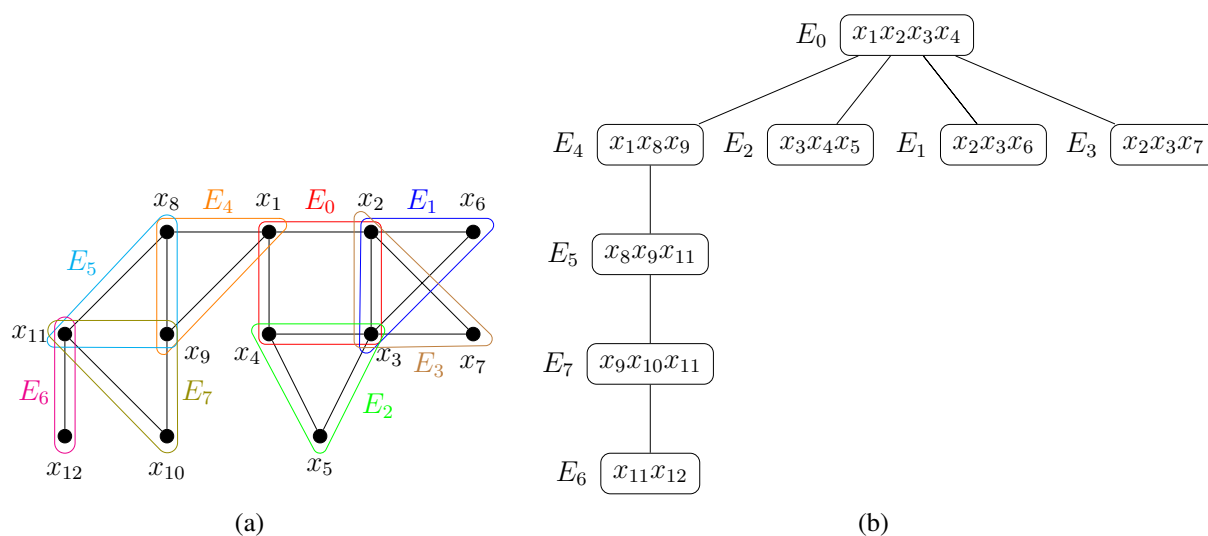 E₀ x₁x₂x₃x₄
E₄ x₁x₈x₉ E₂ x₃x₄x₅ E₁ x₂x₃x₆ E₃ x₂x₃x₇
x₈ E₄ x₁ E₀ x₂ E₁ x₆
E₅ x₈x₉x₁₁
E₅
x₁₁ x₉ x₄ x₃ E₃ x₇
E₇ x₉x₁₀x₁₁
E₆ E₇ E₂
x₁₂ x₁₀ x₅
E₆ x₁₁x₁₂
(a) (b)